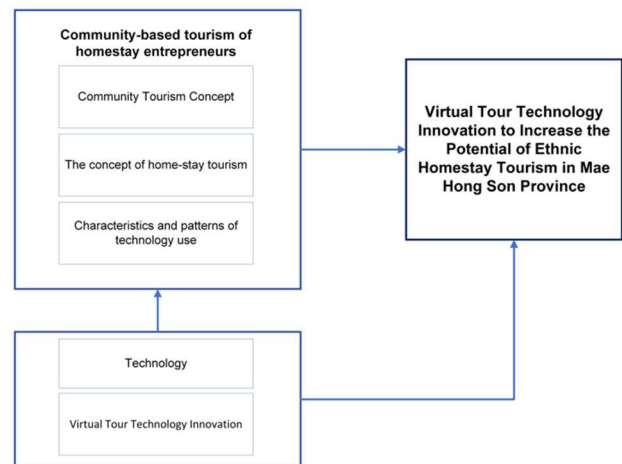 Community-based tourism of
homestay entrepreneurs
Community Tourism Concept
The concept of home-stay tourism
Characteristics and patterns of
technology use
Technology
Virtual Tour Technology Innovation
Virtual Tour Technology
Innovation to Increase the
Potential of Ethnic
Homestay Tourism in Mae
Hong Son Province